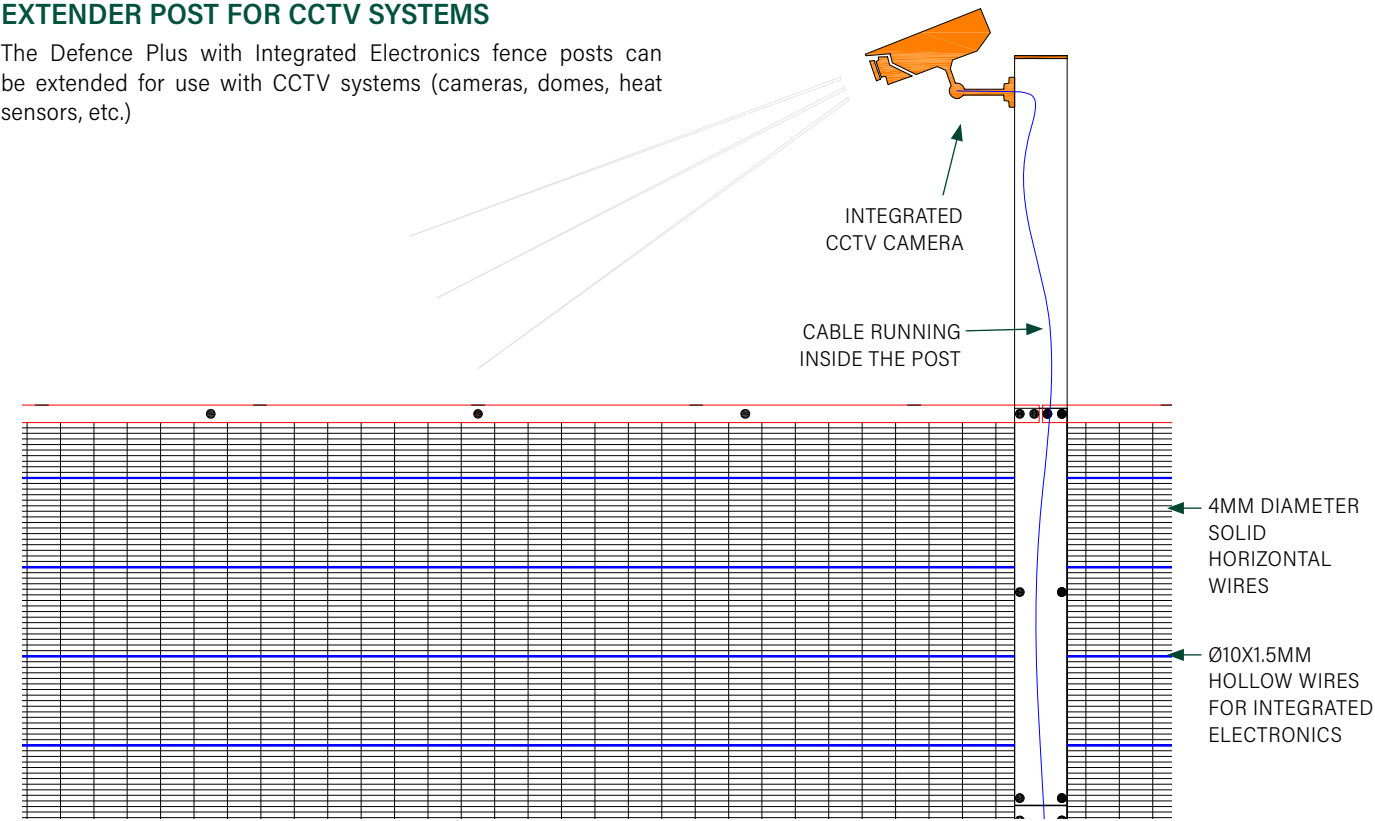 EXTENDER POST FOR CCTV SYSTEMS
The Defence Plus with Integrated Electronics fence posts can
be extended for use with CCTV systems (cameras, domes, heat
sensors, etc.)
INTEGRATED
CCTV CAMERA
CABLE RUNNING
INSIDE THE POST
4MM DIAMETER
SOLID
HORIZONTAL
WIRES
Ø10X1.5MM
HOLLOW WIRES
FOR INTEGRATED
ELECTRONICS